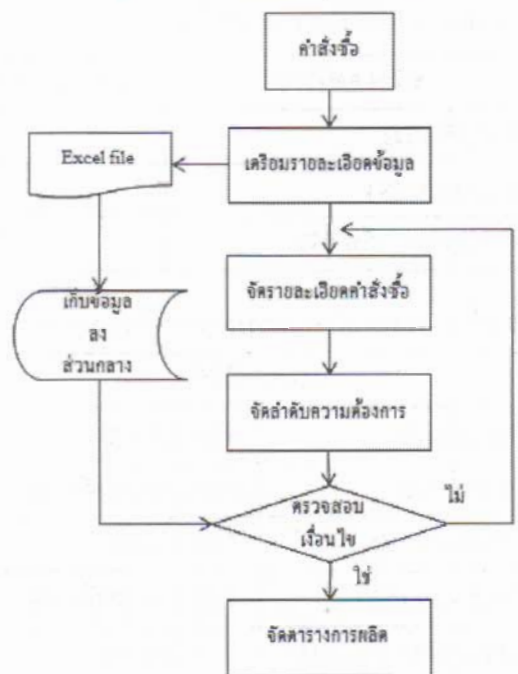 คำสั่งซื้อ
Excel file
เตรียมรายละเอียดข้อมูล
จัดรายละเอียดคำสั่งซื้อ
เก็บข้อมูล
ลง
ส่วนกลาง
จัดลำดับความต้องการ
ตรวจสอบ
เงื่อนไข
ไม่
ใช่
จัดตารางการผลิต